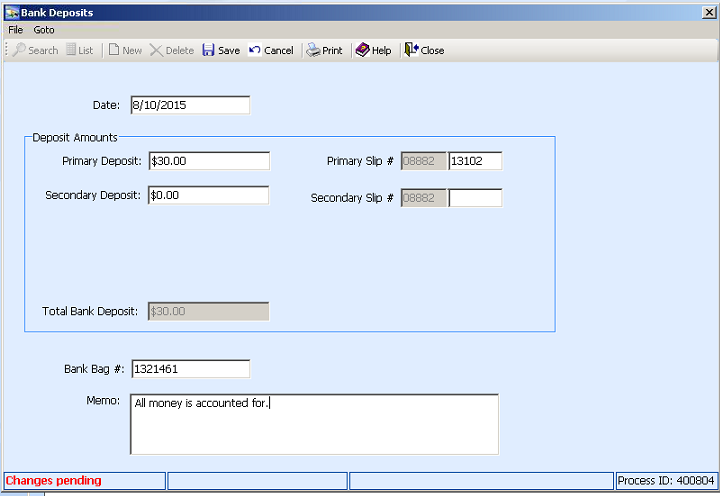 Bank Deposits
File Goto
Search List New Delete Save Cancel Print Help Close
Date: 8/10/2015
Deposit Amounts
Primary Deposit: $30.00 Primary Slip # 08882 13102
Secondary Deposit: $0.00 Secondary Slip # 08882
Total Bank Deposit: $30.00
Bank Bag #: 1321461
Memo: All money is accounted for.
Changes pending Process ID: 400804